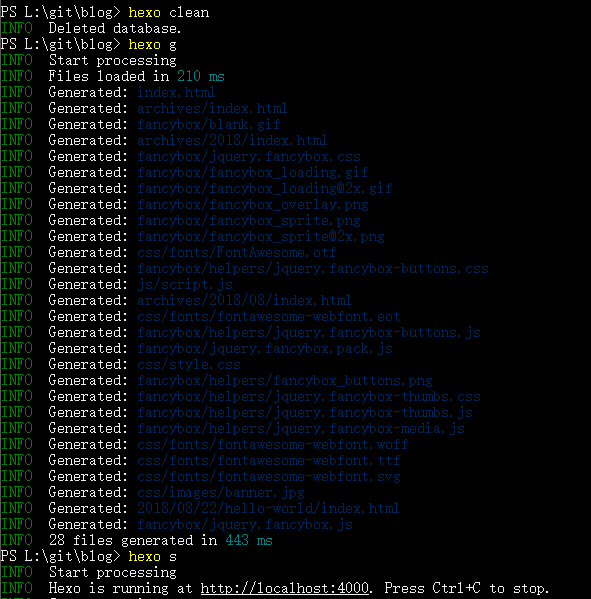 PS L:\git\blog> hexo clean
INFO  Deleted database.
PS L:\git\blog> hexo g
INFO  Start processing
INFO  Files loaded in 210 ms
INFO  Generated: index.html
INFO  Generated: archives/index.html
INFO  Generated: fancybox/blank.gif
INFO  Generated: archives/2018/index.html
INFO  Generated: fancybox/jquery.fancybox.css
INFO  Generated: fancybox/fancybox_loading.gif
INFO  Generated: fancybox/fancybox_loading@2x.gif
INFO  Generated: fancybox/fancybox_overlay.png
INFO  Generated: fancybox/fancybox_sprite.png
INFO  Generated: fancybox/fancybox_sprite@2x.png
INFO  Generated: css/fonts/FontAwesome.otf
INFO  Generated: fancybox/helpers/jquery.fancybox-buttons.css
INFO  Generated: js/script.js
INFO  Generated: archives/2018/08/index.html
INFO  Generated: css/fonts/fontawesome-webfont.eot
INFO  Generated: fancybox/helpers/jquery.fancybox-buttons.js
INFO  Generated: fancybox/jquery.fancybox.pack.js
INFO  Generated: css/style.css
INFO  Generated: fancybox/helpers/fancybox_buttons.png
INFO  Generated: fancybox/helpers/jquery.fancybox-thumbs.css
INFO  Generated: fancybox/helpers/jquery.fancybox-thumbs.js
INFO  Generated: fancybox/helpers/jquery.fancybox-media.js
INFO  Generated: css/fonts/fontawesome-webfont.woff
INFO  Generated: css/fonts/fontawesome-webfont.ttf
INFO  Generated: css/fonts/fontawesome-webfont.svg
INFO  Generated: css/images/banner.jpg
INFO  Generated: 2018/08/22/hello-world/index.html
INFO  Generated: fancybox/jquery.fancybox.js
INFO  28 files generated in 443 ms
PS L:\git\blog> hexo s
INFO  Start processing
INFO  Hexo is running at http://localhost:4000. Press Ctrl+C to stop.